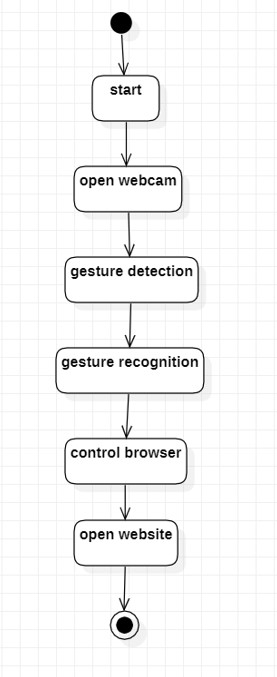 start
open webcam
gesture detection
gesture recognition
control browser
open website